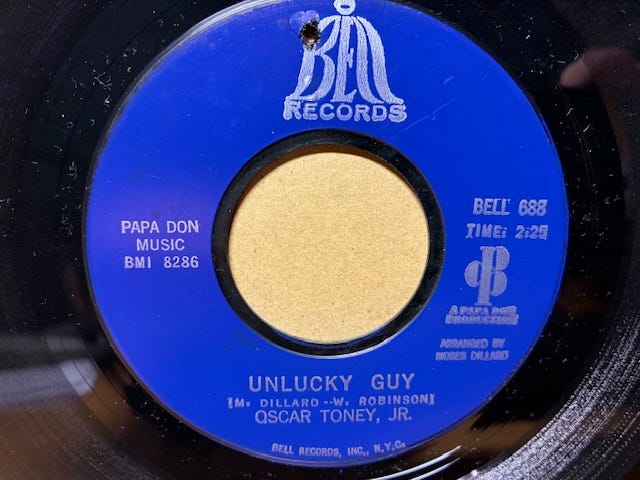 BELL
RECORDS
PAPA DON
MUSIC
BMI 8286
BELL 688
TIME: 2:25
A PAPA DON
PRODUCTION
ARRANGED BY
MOSES DILLARD
UNLUCKY GUY
[M. DILLARD--W. ROBINSON]
OSCAR TONEY, JR.
BELL RECORDS, INC., N.Y.C.